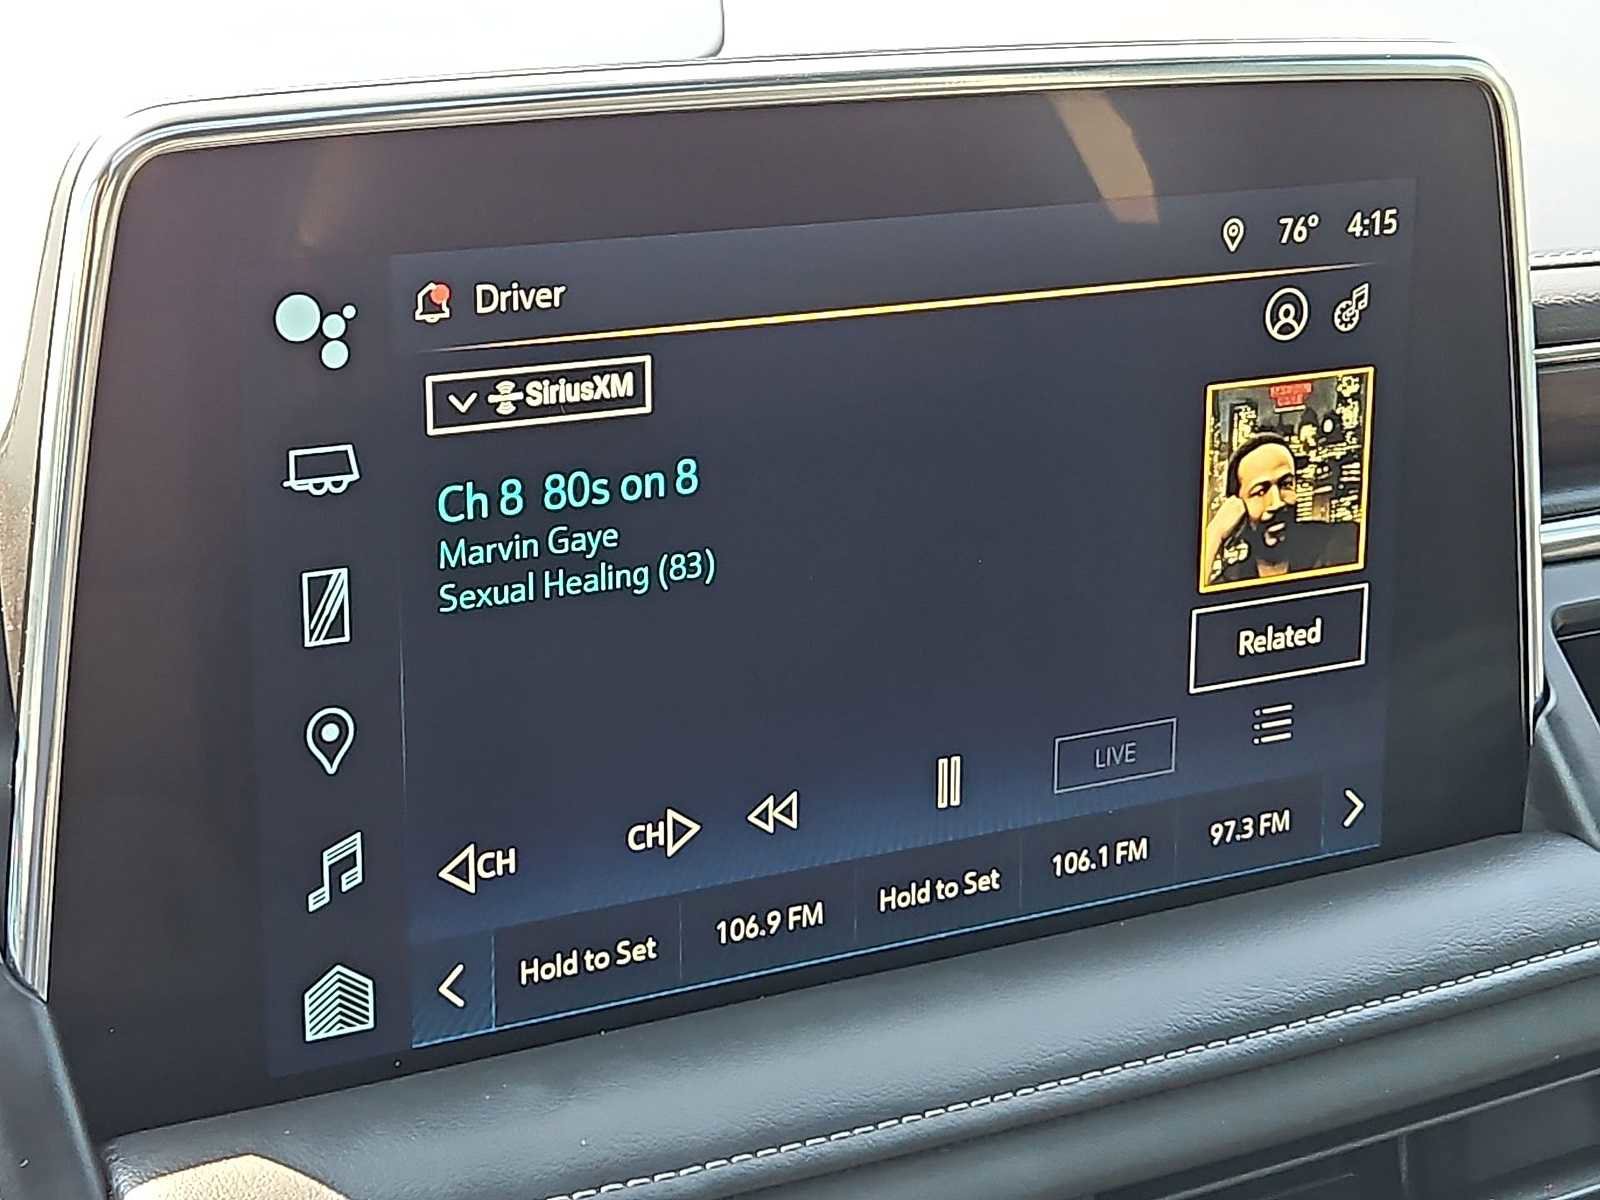 76° 4:15
Driver
SiriusXM
Ch 8 80s on 8
Marvin Gaye
Sexual Healing (83)
Related
LIVE
CH
CH
Hold to Set
106.9 FM
Hold to Set
106.1 FM
97.3 FM